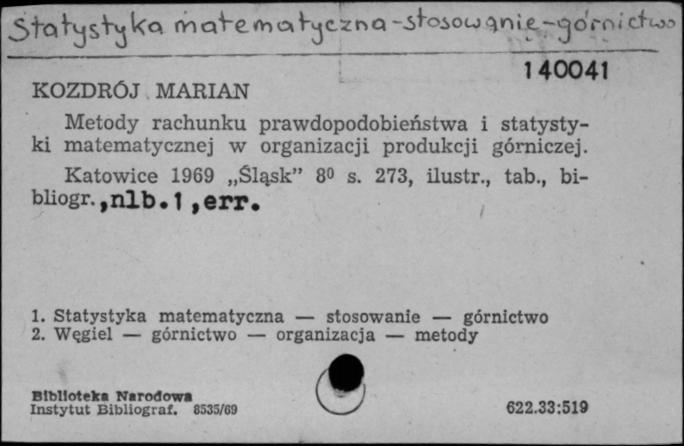 Statystyka matematyczna-stosowanie-górnictwo
140041
KOZDRÓJ MARIAN
Metody rachunku prawdopodobieństwa i statysty-
ki matematycznej w organizacji produkcji górniczej.
Katowice 1969 „Śląsk” 8⁰ s. 273, ilustr., tab., bi-
bliogr.,nlb.1,err.
1. Statystyka matematyczna — stosowanie — górnictwo
2. Węgiel — górnictwo — organizacja — metody
Biblioteka Narodowa
Instytut Bibliograf. 8535/69
622.33:519